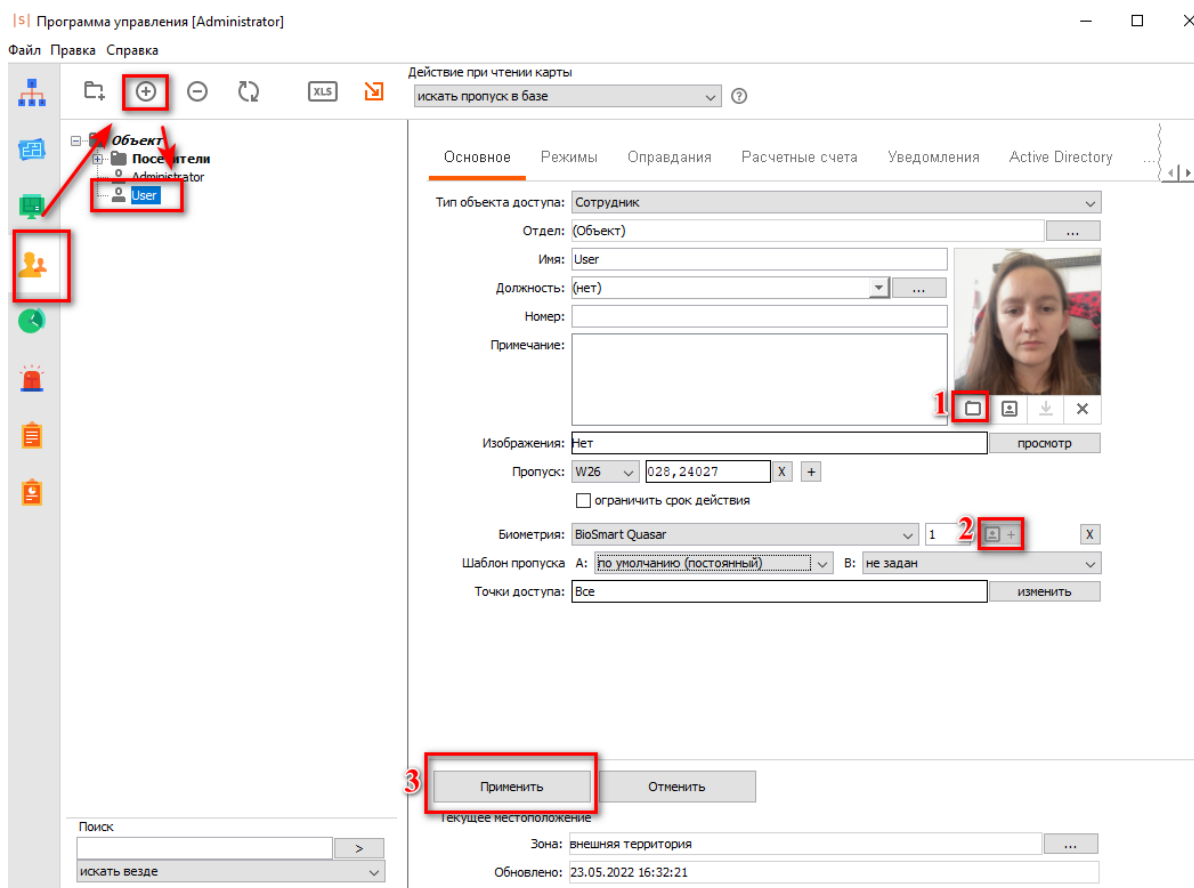 |S| Программа управления [Administrator]
Файл Правка Справка
XLS
Действие при чтении карты
искать пропуск в базе
?
Объект
Посетители
Administrator
User
Основное Режимы Оправдания Расчетные счета Уведомления Active Directory ...
Тип объекта доступа: Сотрудник
Отдел: (Объект) ...
Имя: User
Должность: (нет) ...
Номер:
Примечание:
1
Изображения: Нет просмотр
Пропуск: W26 028,24027 X +
ограничить срок действия
Биометрия: BioSmart Quasar 1 2 + X
Шаблон пропуска A: по умолчанию (постоянный) B: не задан
Точки доступа: Все изменить
3 Применить Отменить
Текущее местоположение
Зона: внешняя территория ...
Обновлено: 23.05.2022 16:32:21
Поиск
>
искать везде